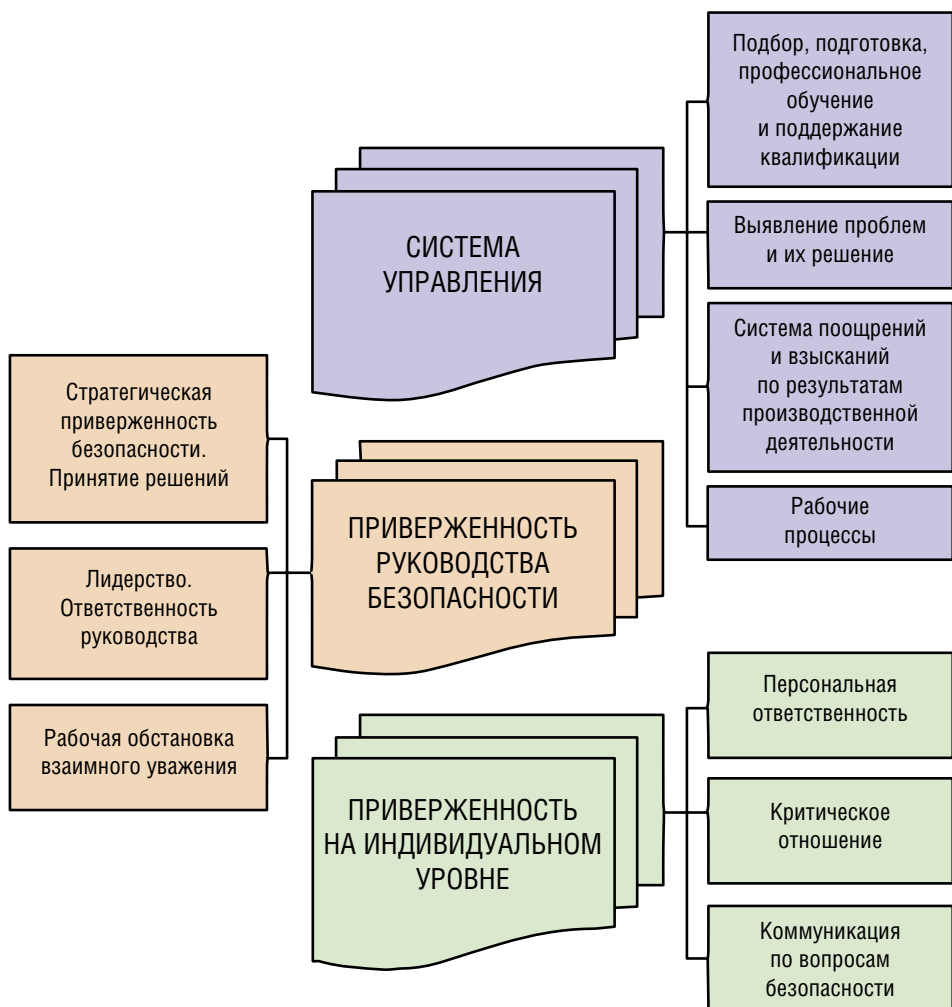 Подбор, подготовка,
профессиональное
обучение
и поддержание
квалификации
СИСТЕМА
УПРАВЛЕНИЯ
Выявление проблем
и их решение
Система поощрений
и взысканий
по результатам
производственной
деятельности
Рабочие
процессы
Стратегическая
приверженность
безопасности.
Принятие решений
Лидерство.
Ответственность
руководства
Рабочая обстановка
взаимного уважения
ПРИВЕРЖЕННОСТЬ
РУКОВОДСТВА
БЕЗОПАСНОСТИ
ПРИВЕРЖЕННОСТЬ
НА ИНДИВИДУАЛЬНОМ
УРОВНЕ
Персональная
ответственность
Критическое
отношение
Коммуникация
по вопросам
безопасности